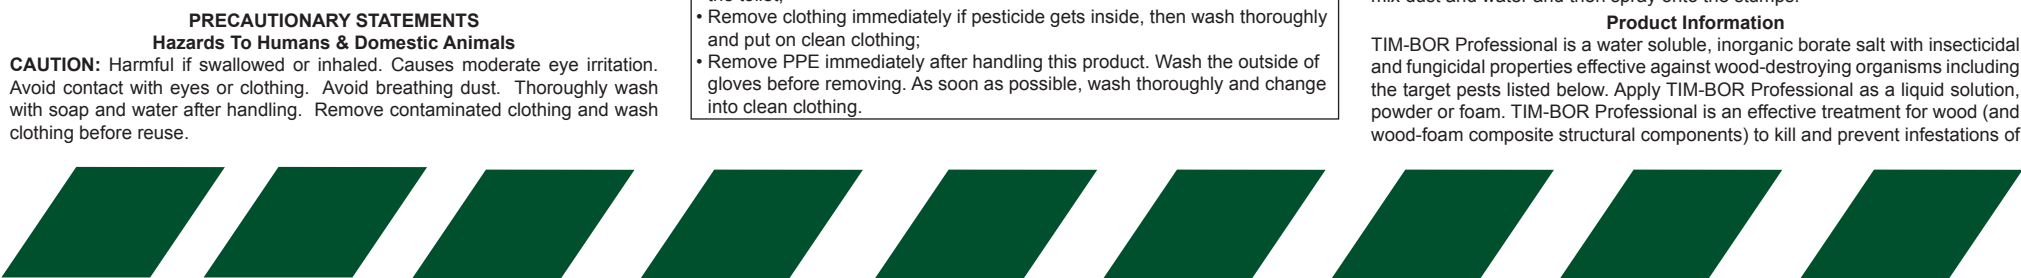 PRECAUTIONARY STATEMENTS
Hazards To Humans & Domestic Animals
CAUTION: Harmful if swallowed or inhaled. Causes moderate eye irritation.
Avoid contact with eyes or clothing. Avoid breathing dust. Thoroughly wash
with soap and water after handling. Remove contaminated clothing and wash
clothing before reuse.
• Remove clothing immediately if pesticide gets inside, then wash thoroughly
and put on clean clothing;
• Remove PPE immediately after handling this product. Wash the outside of
gloves before removing. As soon as possible, wash thoroughly and change
into clean clothing.
Product Information
TIM-BOR Professional is a water soluble, inorganic borate salt with insecticidal
and fungicidal properties effective against wood-destroying organisms including
the target pests listed below. Apply TIM-BOR Professional as a liquid solution,
powder or foam. TIM-BOR Professional is an effective treatment for wood (and
wood-foam composite structural components) to kill and prevent infestations of